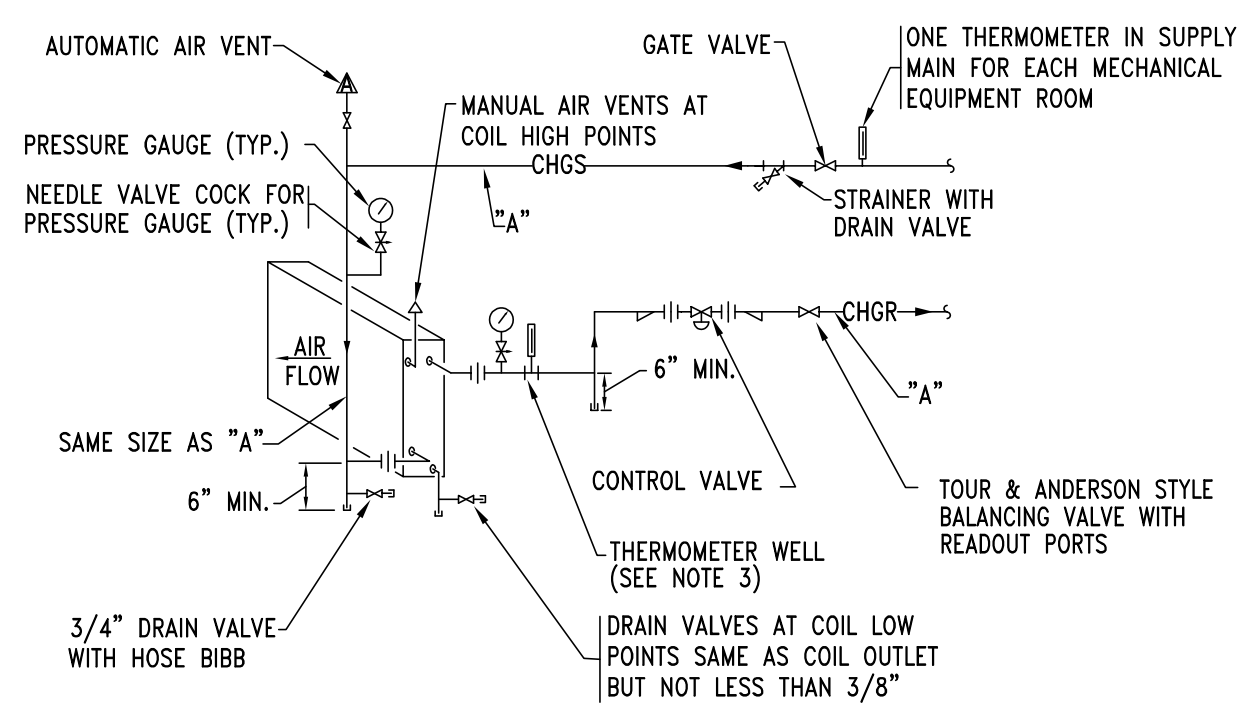 AUTOMATIC AIR VENT
A
GATE VALVE
ONE THERMOMETER IN SUPPLY
MAIN FOR EACH MECHANICAL
EQUIPMENT ROOM
MANUAL AIR VENTS AT
COIL HIGH POINTS
PRESSURE GAUGE (TYP.)
CHGS
NEEDLE VALVE COCK FOR
PRESSURE GAUGE (TYP.)
"A"
STRAINER WITH
DRAIN VALVE
CHGR
AIR
FLOW
6" MIN.
"A"
SAME SIZE AS "A"
6" MIN.
CONTROL VALVE
TOUR & ANDERSON STYLE
BALANCING VALVE WITH
READOUT PORTS
THERMOMETER WELL
(SEE NOTE 3)
3/4" DRAIN VALVE
WITH HOSE BIBB
DRAIN VALVES AT COIL LOW
POINTS SAME AS COIL OUTLET
BUT NOT LESS THAN 3/8"